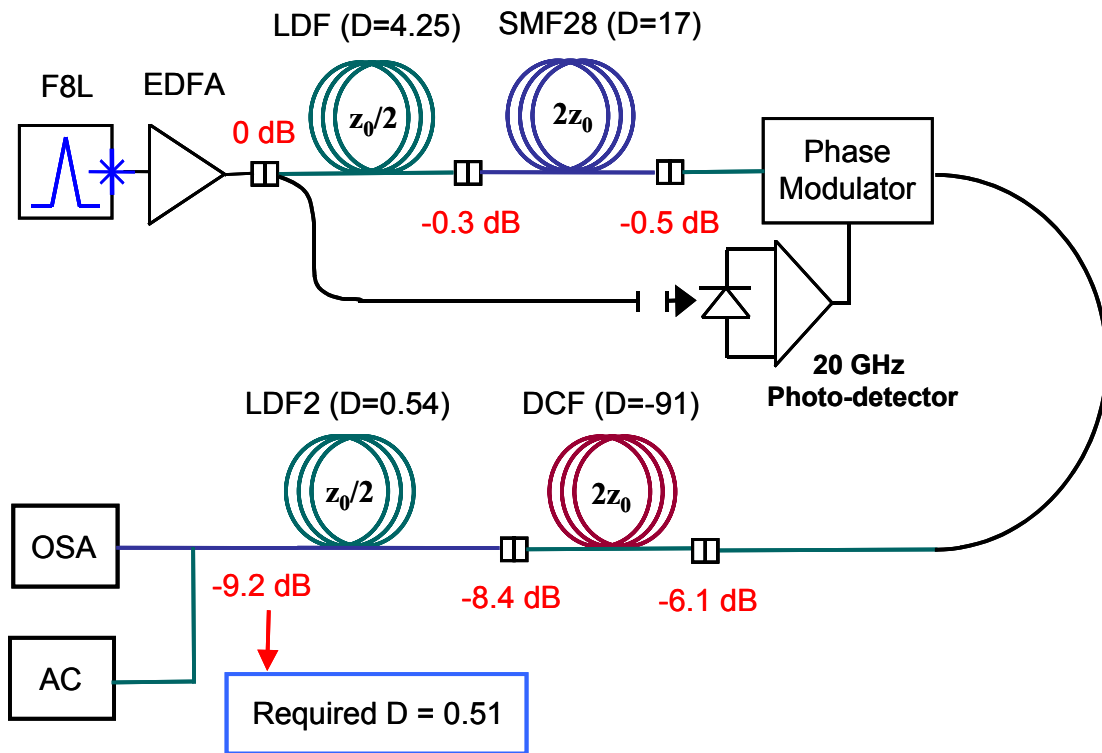 LDF (D=4.25)
SMF28 (D=17)
F8L
EDFA
0 dB
z0/2
2z0
-0.3 dB
-0.5 dB
Phase
Modulator
20 GHz
Photo-detector
LDF2 (D=0.54)
DCF (D=-91)
z0/2
2z0
OSA
-9.2 dB
-8.4 dB
-6.1 dB
AC
Required D = 0.51